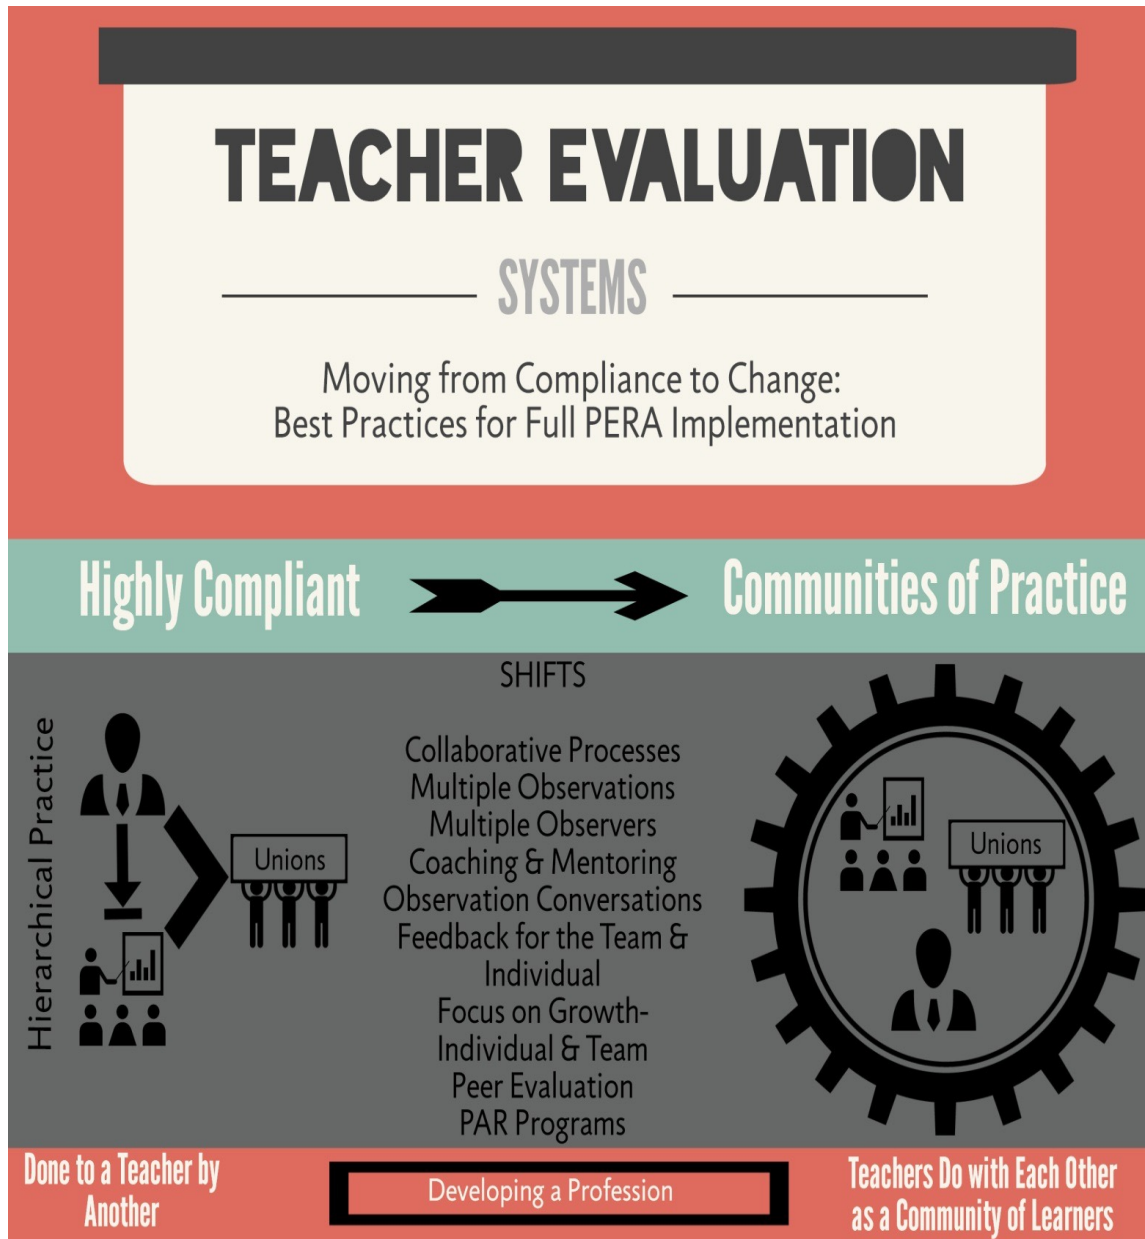 TEACHER EVALUATION
SYSTEMS
Moving from Compliance to Change:
Best Practices for Full PERA Implementation
Highly Compliant
Communities of Practice
Hierarchical Practice
Unions
SHIFTS
Collaborative Processes
Multiple Observations
Multiple Observers
Coaching & Mentoring
Observation Conversations
Feedback for the Team &
Individual
Focus on Growth-
Individual & Team
Peer Evaluation
PAR Programs
Unions
Done to a Teacher by
Another
Developing a Profession
Teachers Do with Each Other
as a Community of Learners